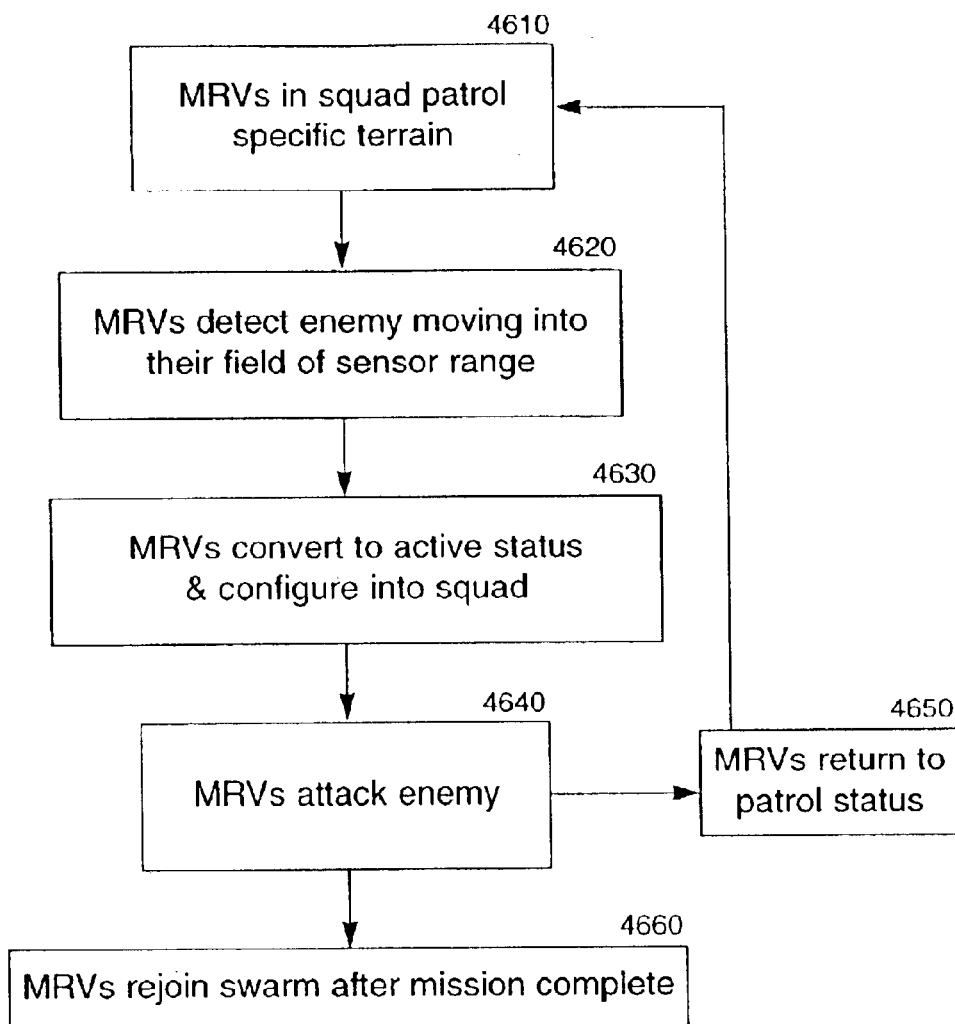 4610
MRVs in squad patrol
specific terrain
4620
MRVs detect enemy moving into
their field of sensor range
4630
MRVs convert to active status
& configure into squad
4640
MRVs attack enemy
4650
MRVs return to
patrol status
4660
MRVs rejoin swarm after mission complete